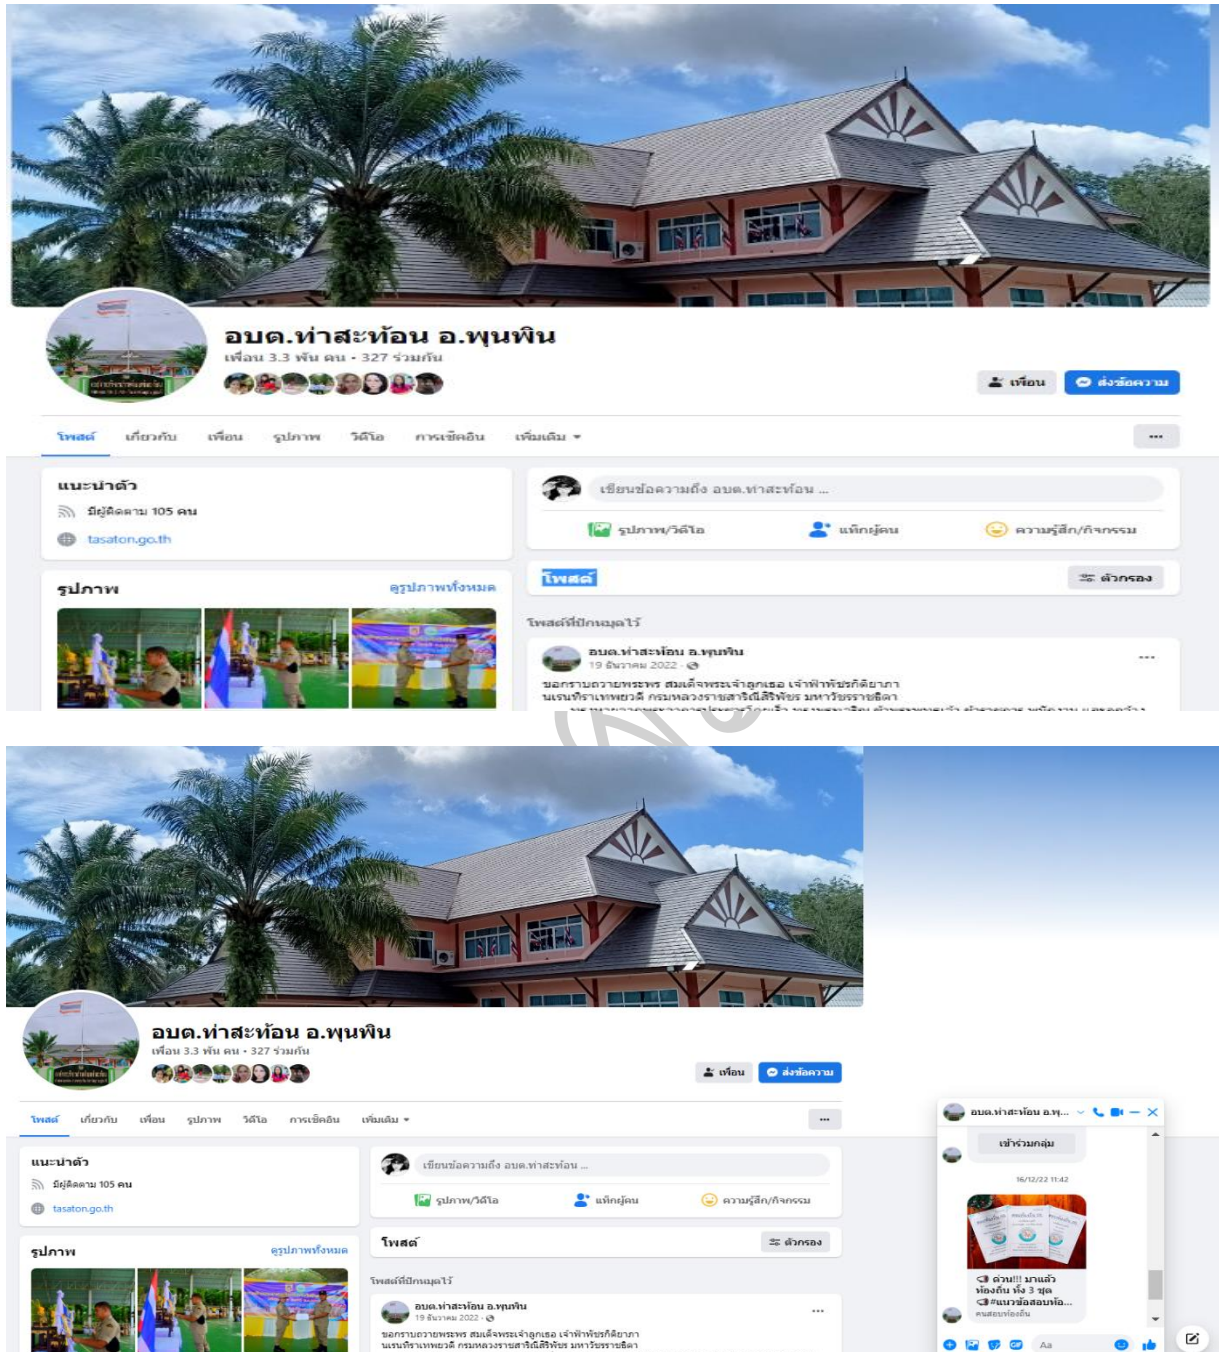 อบต.ท่าสะท้อน อ.พุนพิน
เพื่อน 3.3 พัน คน · 327 ร่วมกัน
เพื่อน
ส่งข้อความ
โพสต์ เกี่ยวกับ เพื่อน รูปภาพ วิดีโอ การเช็คอิน เพิ่มเติม
แนะนำตัว
มีผู้ติดตาม 105 คน
tasaton.go.th
รูปภาพ ดูรูปภาพทั้งหมด
เขียนข้อความถึง อบต.ท่าสะท้อน ...
รูปภาพ/วิดีโอ แท็กผู้คน ความรู้สึก/กิจกรรม
โพสต์ ตัวกรอง
โพสต์ที่ปักหมุดไว้
อบต.ท่าสะท้อน อ.พุนพิน
19 ธันวาคม 2022
ขอกราบถวายพระพร สมเด็จพระเจ้าลูกเธอ เจ้าฟ้าพัชรกิติยาภา
นเรนทิราเทพยวดี กรมหลวงราชสาริณีสิริพัชร มหาวัชรราชธิดา
อบต.ท่าสะท้อน อ.พุนพิน
เพื่อน 3.3 พัน คน · 327 ร่วมกัน
เพื่อน
ส่งข้อความ
โพสต์ เกี่ยวกับ เพื่อน รูปภาพ วิดีโอ การเช็คอิน เพิ่มเติม
แนะนำตัว
มีผู้ติดตาม 105 คน
tasaton.go.th
รูปภาพ ดูรูปภาพทั้งหมด
เขียนข้อความถึง อบต.ท่าสะท้อน ...
รูปภาพ/วิดีโอ แท็กผู้คน ความรู้สึก/กิจกรรม
โพสต์ ตัวกรอง
โพสต์ที่ปักหมุดไว้
อบต.ท่าสะท้อน อ.พุนพิน
19 ธันวาคม 2022
ขอกราบถวายพระพร สมเด็จพระเจ้าลูกเธอ เจ้าฟ้าพัชรกิติยาภา
นเรนทิราเทพยวดี กรมหลวงราชสาริณีสิริพัชร มหาวัชรราชธิดา
อบต.ท่าสะท้อน อ.พุ...
เข้าร่วมกลุ่ม
16/12/22 11:42
ด่วน!!! มาแล้ว
ท้องถิ่น ทั้ง 3 ชุด
#แนวข้อสอบท้อ...
คนสอบท้องถิ่น
GIF Aa